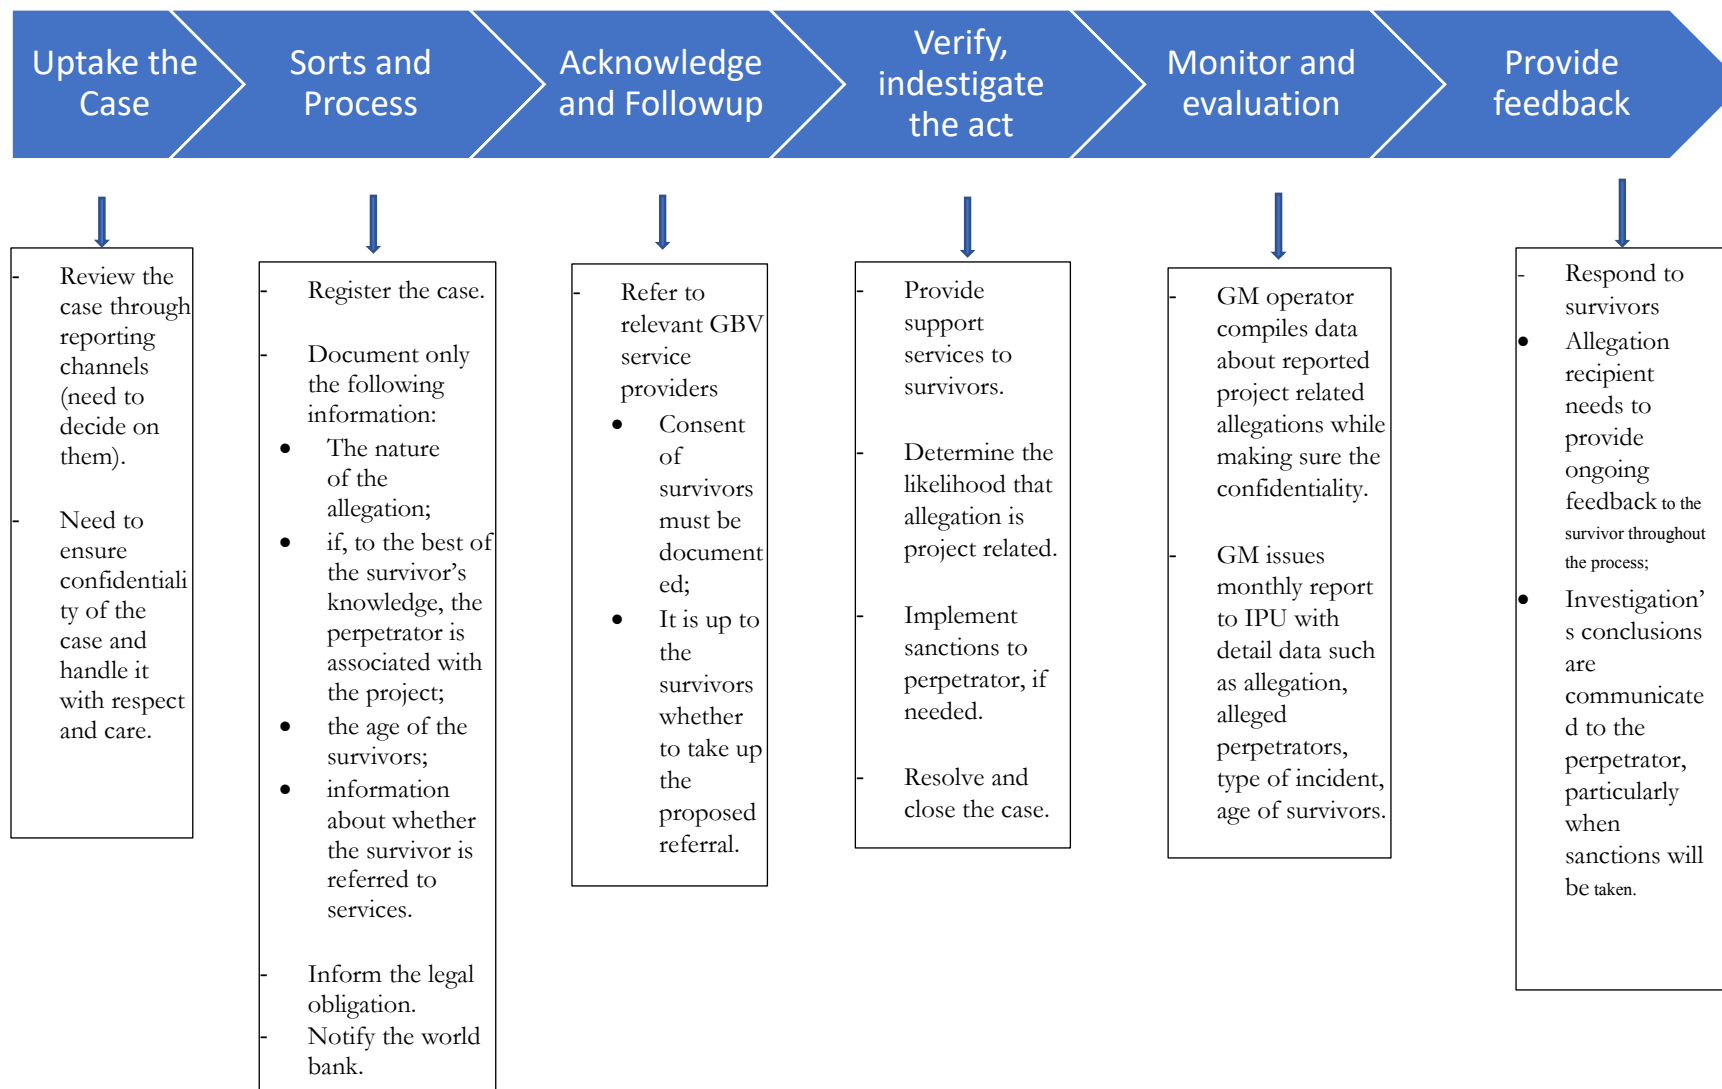 Uptake the
Case
Sorts and
Process
Acknowledge
and Followup
Verify,
indestigate
the act
Monitor and
evaluation
Provide
feedback
- Review the
case through
reporting
channels
(need to
decide on
them).
- Need to
ensure
confidentiali
ty of the
case and
handle it
with respect
and care.
- Register the case.
- Document only
the following
information:
• The nature
of the
allegation;
• if, to the best of
the survivor's
knowledge, the
perpetrator is
associated with
the project;
• the age of the
survivors;
• information
about whether
the survivor is
referred to
services.
- Inform the legal
obligation.
- Notify the world
bank.
- Refer to
relevant GBV
service
providers
• Consent
of
survivors
must be
document
ed;
• It is up to
the
survivors
whether
to take up
the
proposed
referral.
- Provide
support
services to
survivors.
- Determine the
likelihood that
allegation is
project related.
- Implement
sanctions to
perpetrator, if
needed.
- Resolve and
close the case.
- GM operator
compiles data
about reported
project related
allegations while
making sure the
confidentiality.
- GM issues
monthly report
to IPU with
detail data such
as allegation,
alleged
perpetrators,
type of incident,
age of survivors.
- Respond to
survivors
• Allegation
recipient
needs to
provide
ongoing
feedback to the
survivor throughout
the process;
• Investigation'
s conclusions
are
communicate
d to the
perpetrator,
particularly
when
sanctions will
be taken.